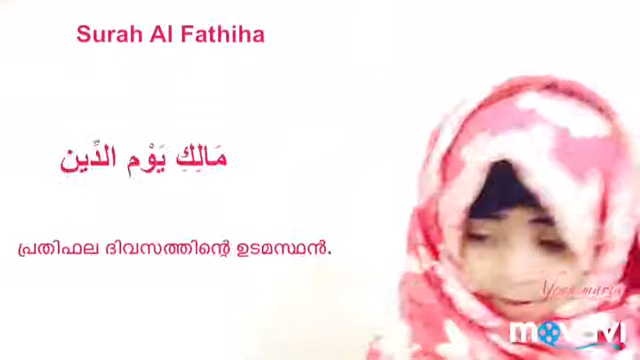 Surah Al Fathiha
مَالِكِ يَوْمِ الدِّينِ
പ്രതിഫല ദിവസത്തിന്റെ ഉടമസ്ഥൻ.
movavi